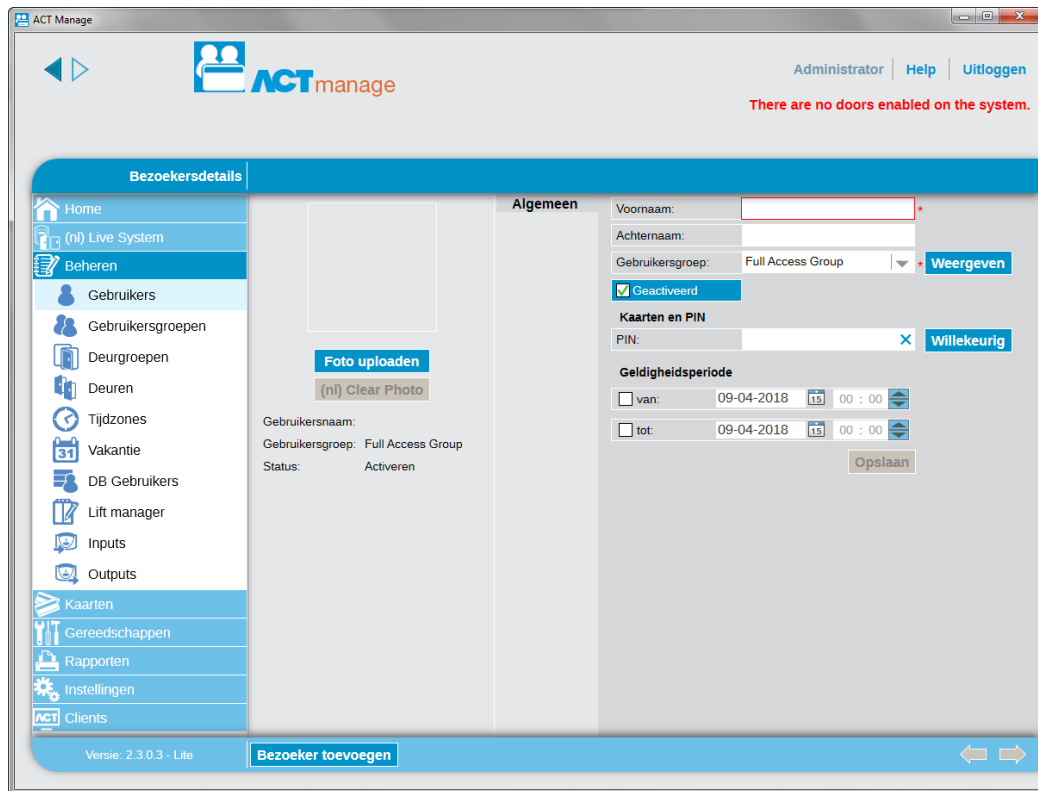 ACT Manage
ACTmanage
Administrator Help Uitloggen
There are no doors enabled on the system.
Bezoekersdetails
Home
(nl) Live System
Beheren
Gebruikers
Gebruikersgroepen
Deurgroepen
Deuren
Tijdzones
31 Vakantie
DB Gebruikers
Lift manager
Inputs
Outputs
Kaarten
Gereedschappen
Rapporten
Instellingen
ACT Clients
Foto uploaden
(nl) Clear Photo
Gebruikersnaam:
Gebruikersgroep: Full Access Group
Status: Activeren
Algemeen
Voornaam: *
Achternaam:
Gebruikersgroep: Full Access Group * Weergeven
Geactiveerd
Kaarten en PIN
PIN: Willekeurig
Geldigheidsperiode
van: 09-04-2018 15 00 : 00
tot: 09-04-2018 15 00 : 00
Opslaan
Versie: 2.3.0.3 - Lite
Bezoeker toevoegen